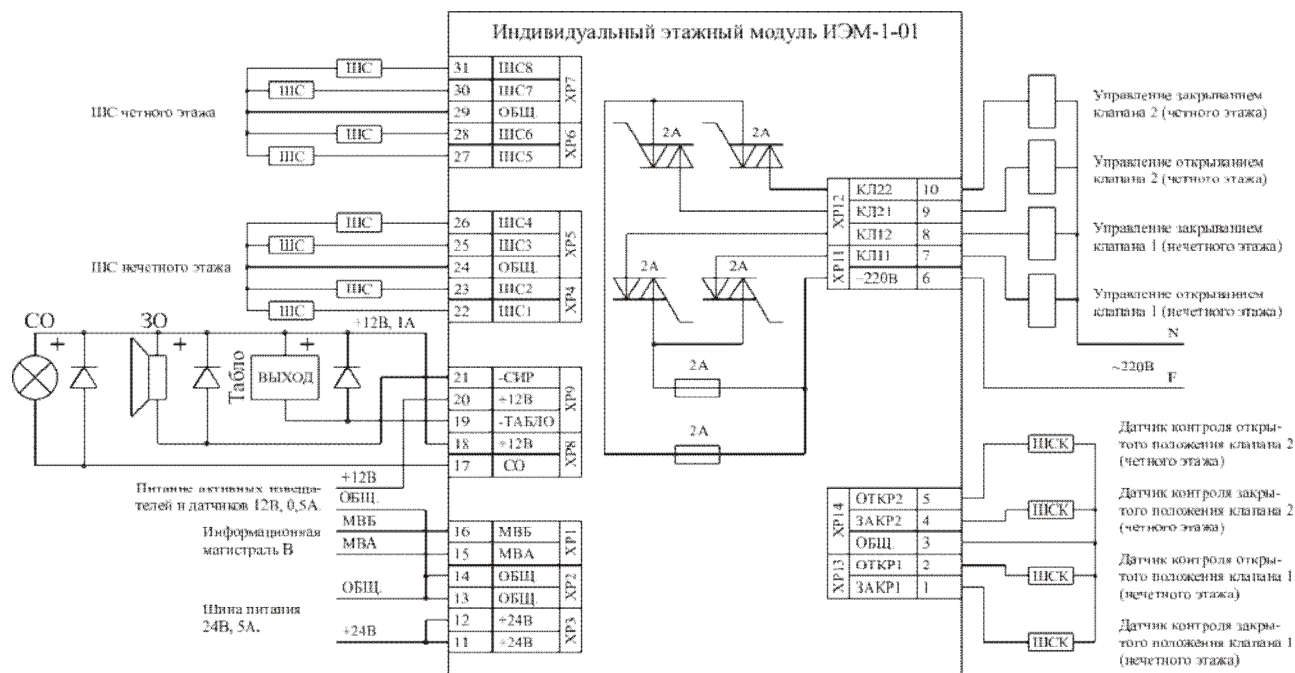 Индивидуальный этажный модуль ИЭМ-1-01
ШС
31 ШС8
ШС
30 ШС7
XP7
ШС четного этажа
29 ОБЩ.
ШС
28 ШС6
XP6
ШС
27 ШС5
ШС
26 ШС4
ШС
25 ШС3
XP5
ШС нечетного этажа
24 ОБЩ.
ШС
23 ШС2
XP4
ШС
22 ШС1
+12В, 1А
СО
ЗО
+
+
+
Табло
ВЫХОД
21 -СИР
20 +12В
XP9
19 -ТАБЛО
18 +12В
XP8
17 СО
+12В
Питание активных извеща-
телей и датчиков 12В, 0,5А.
ОБЩ.
МВБ
Информационная
магистраль В
МВА
16 МВБ
15 МВА
XP1
14 ОБЩ
13 ОБЩ.
XP2
12 +24В
11 +24В
XP3
ОБЩ.
Шина питания
24В, 5А.
+24В
2А
2А
2А
2А
2А
2А
КЛ22 10
КЛ21 9
XP12
КЛ12 8
КЛ11 7
XP11
~220В 6
Управление закрыванием
клапана 2 (четного этажа)
Управление открыванием
клапана 2 (четного этажа)
Управление закрыванием
клапана 1 (нечетного этажа)
Управление открыванием
клапана 1 (нечетного этажа)
N
~220В
F
ОТКР2 5
ЗАКР2 4
XP14
ОБЩ. 3
ОТКР1 2
XP13
ЗАКР1 1
ШСК
Датчик контроля откры-
того положения клапана 2
(четного этажа)
ШСК
Датчик контроля закры-
того положения клапана 2
(четного этажа)
ШСК
Датчик контроля откры-
того положения клапана 1
(нечетного этажа)
ШСК
Датчик контроля закры-
того положения клапана 1
(нечетного этажа)